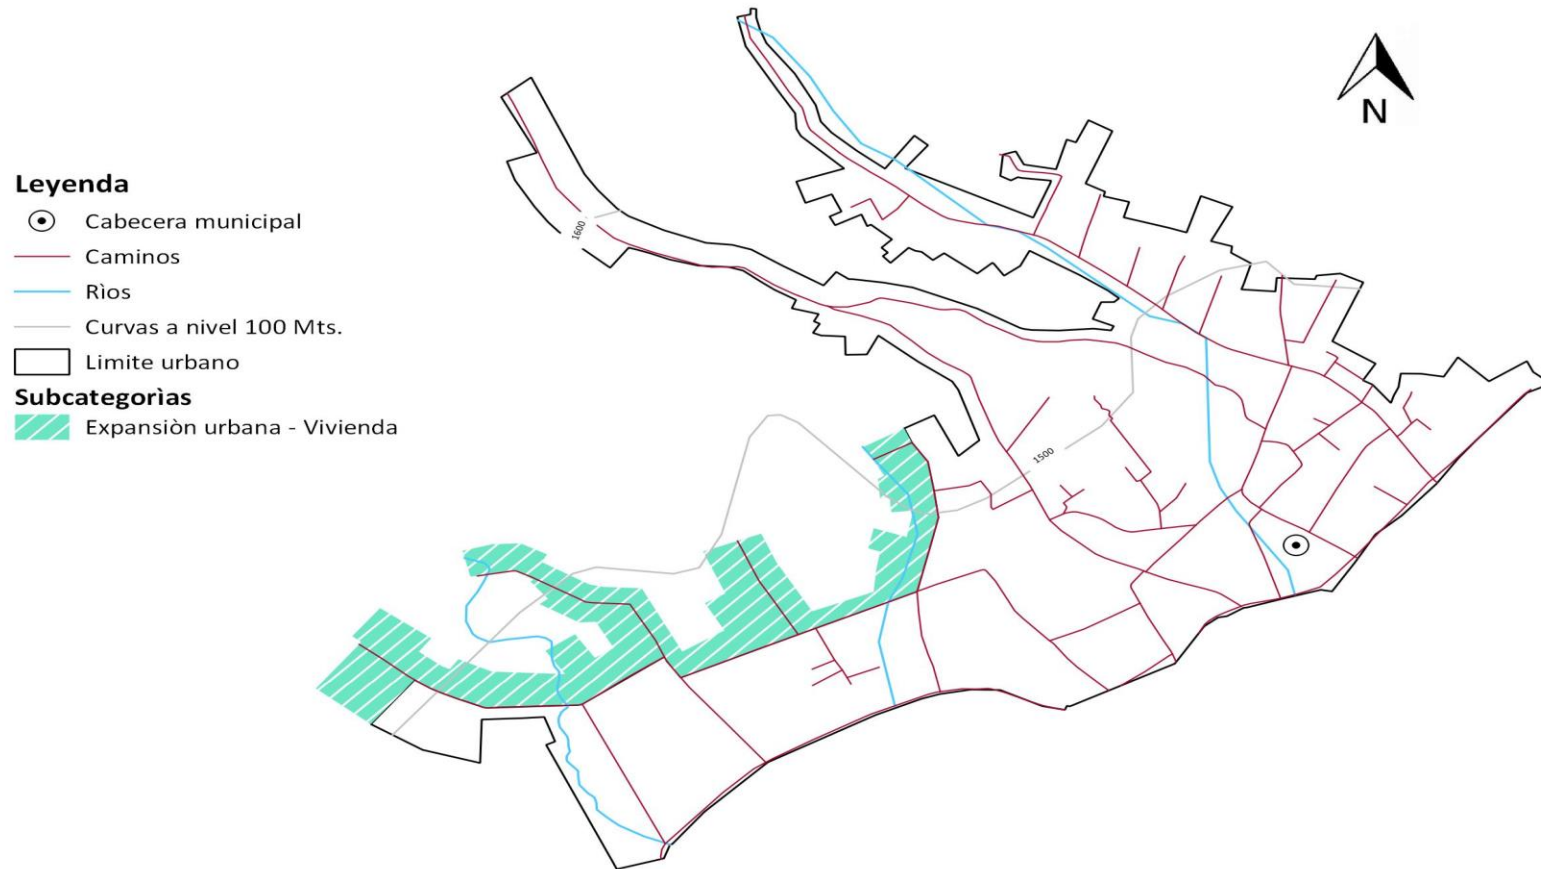 N
1600
Leyenda
Cabecera municipal
Caminos
Rìos
Curvas a nivel 100 Mts.
Limite urbano
Subcategorìas
Expansiòn urbana - Vivienda
1500